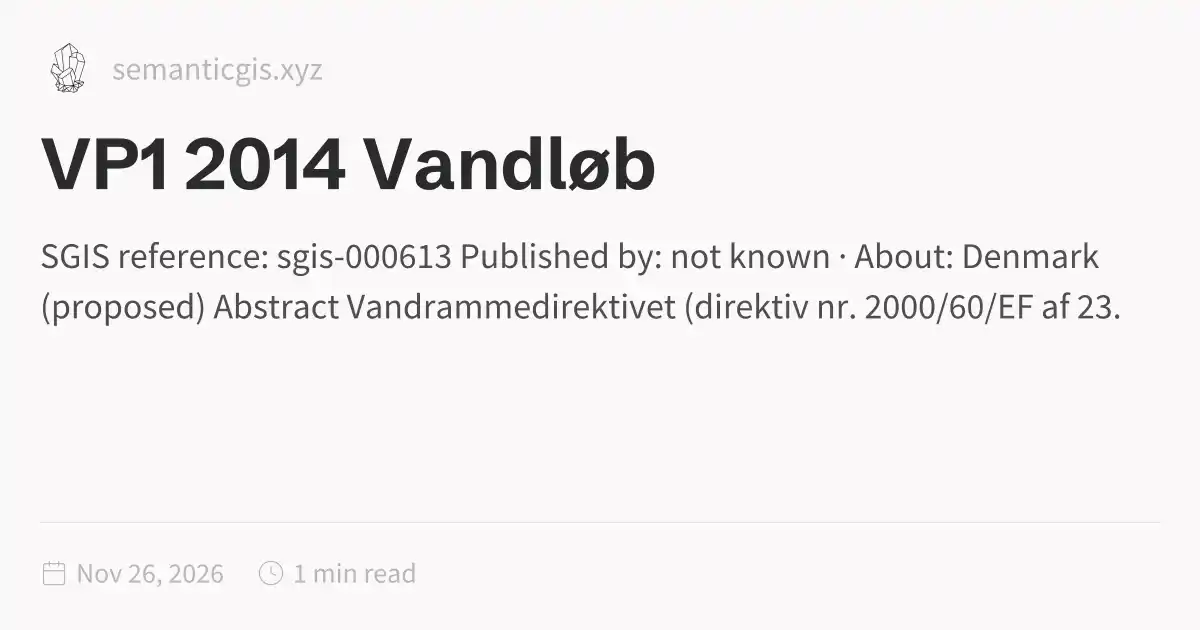 semanticgis.xyz
VP1 2014 Vandløb
SGIS reference: sgis-000613 Published by: not known · About: Denmark
(proposed) Abstract Vandrammedirektivet (direktiv nr. 2000/60/EF af 23.
Nov 26, 2026 1 min read